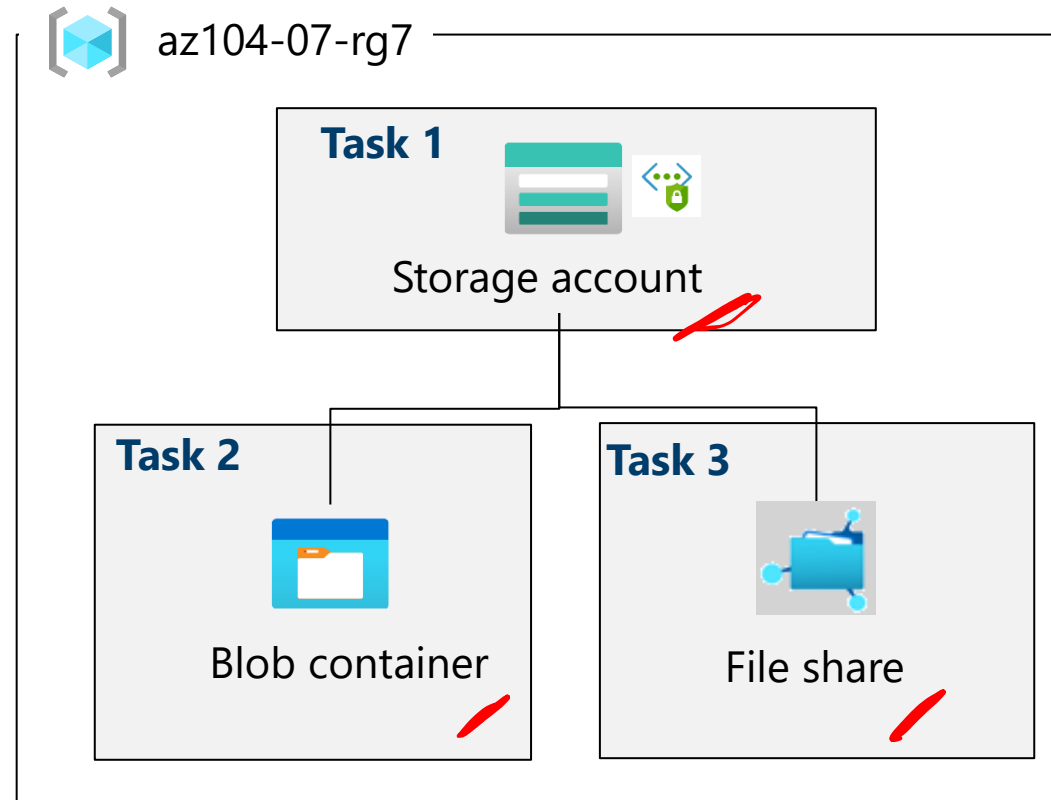 az104-07-rg7
Task 1
Storage account
Task 2
Blob container
Task 3
File share